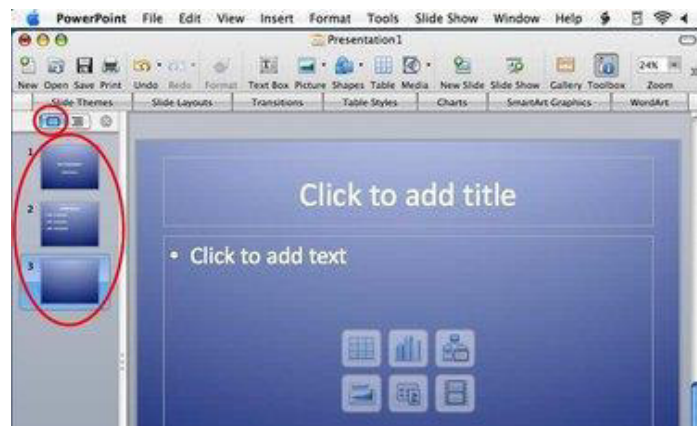 PowerPoint File Edit View Insert Format Tools Slide Show Window Help
Presentation1
New Open Save Print Undo Redo Format Text Box Picture Shapes Table Media New Slide Slide Show Gallery Toolbox Zoom
24%
Slide Themes Slide Layouts Transitions Table Styles Charts SmartArt Graphics WordArt
1
2
3
Click to add title
• Click to add text